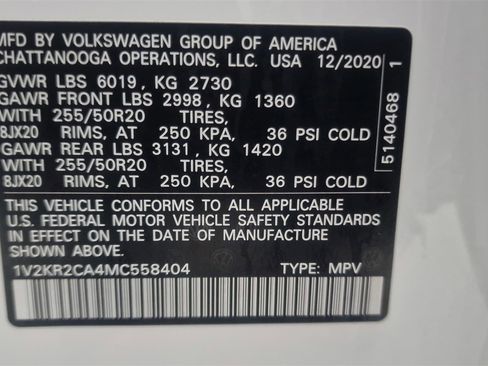 MFD BY VOLKSWAGEN GROUP OF AMERICA
CHATTANOOGA OPERATIONS, LLC. USA 12/2020
GVWR LBS 6019, KG 2730
GAWR FRONT LBS 2998, KG 1360
WITH 255/50R20 TIRES,
8JX20 RIMS, AT 250 KPA, 36 PSI COLD
GAWR REAR LBS 3131, KG 1420
WITH 255/50R20 TIRES,
8JX20 RIMS, AT 250 KPA, 36 PSI COLD
THIS VEHICLE CONFORMS TO ALL APPLICABLE
U.S. FEDERAL MOTOR VEHICLE SAFETY STANDARDS
IN EFFECT ON THE DATE OF MANUFACTURE
SHOWN ABOVE.
1V2KR2CA4MC558404 TYPE: MPV
5140468 1